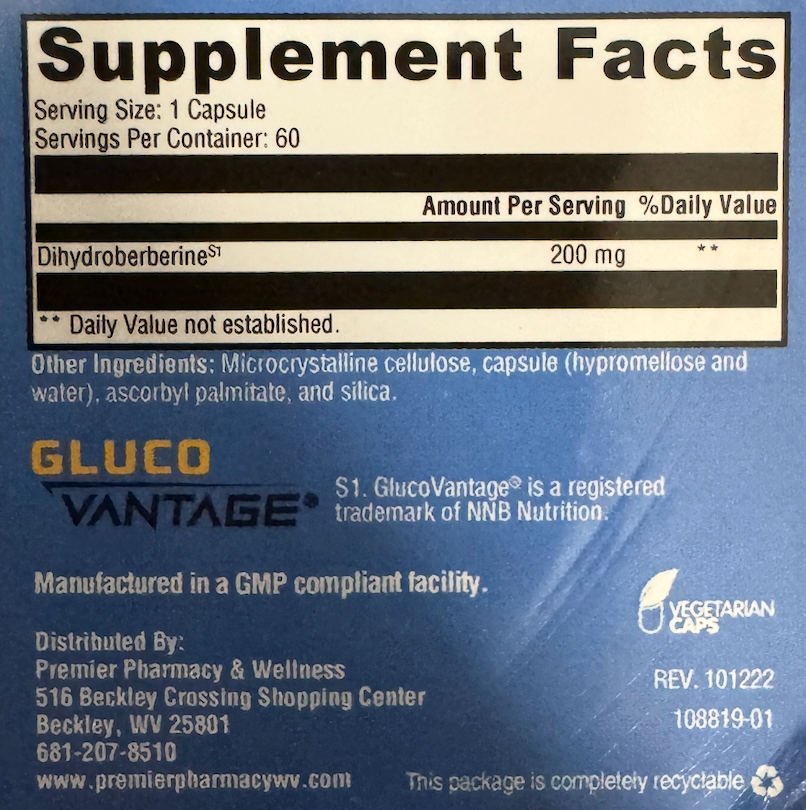 Supplement Facts
Serving Size: 1 Capsule
Servings Per Container: 60
Amount Per Serving %Daily Value
Dihydroberberine$1 200 mg **
** Daily Value not established.
Other Ingredients: Microcrystalline cellulose, capsule (hypromellose and
water), ascorbyl palmitate, and silica.
GLUCO
VANTAGE®
S1. GlucoVantage® is a registered
trademark of NNB Nutrition.
Manufactured in a GMP compliant facility.
VEGETARIAN
CAPS
Distributed By:
Premier Pharmacy & Wellness
516 Beckley Crossing Shopping Center
Beckley, WV 25801
681-207-8510
www.premierpharmacywv.com
REV. 101222
108819-01
This package is completely recyclable